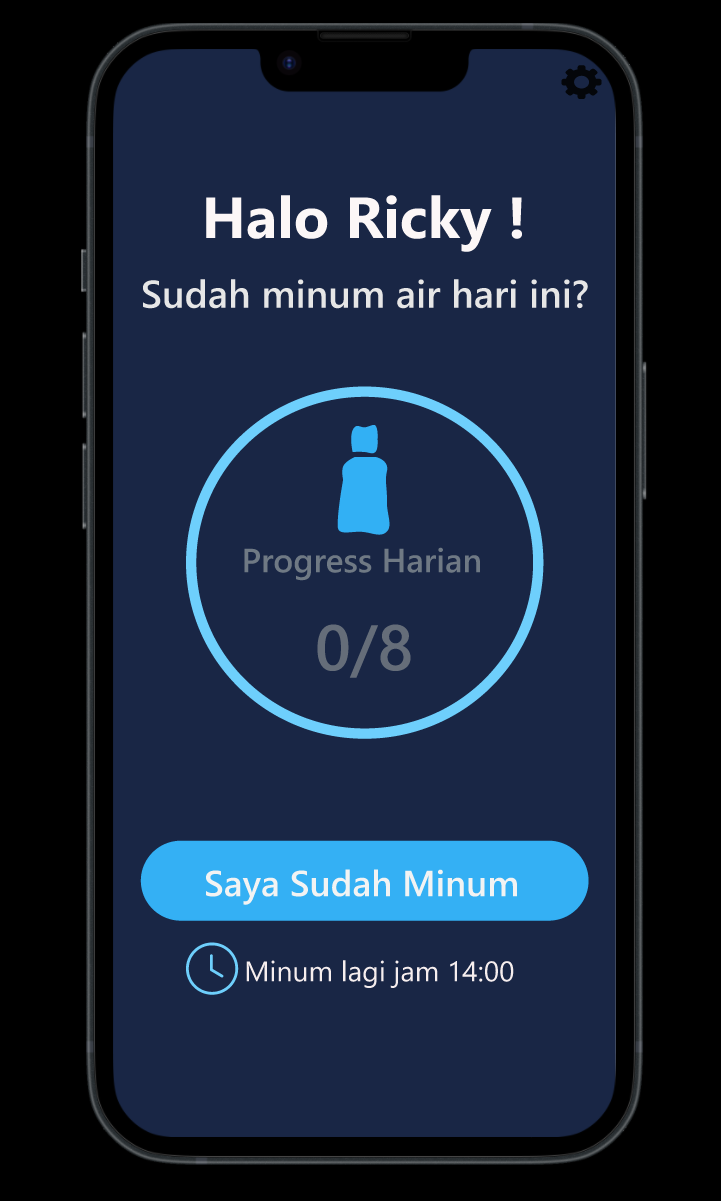 Halo Ricky !
Sudah minum air hari ini?
Progress Harian
0/8
Saya Sudah Minum
Minum lagi jam 14:00